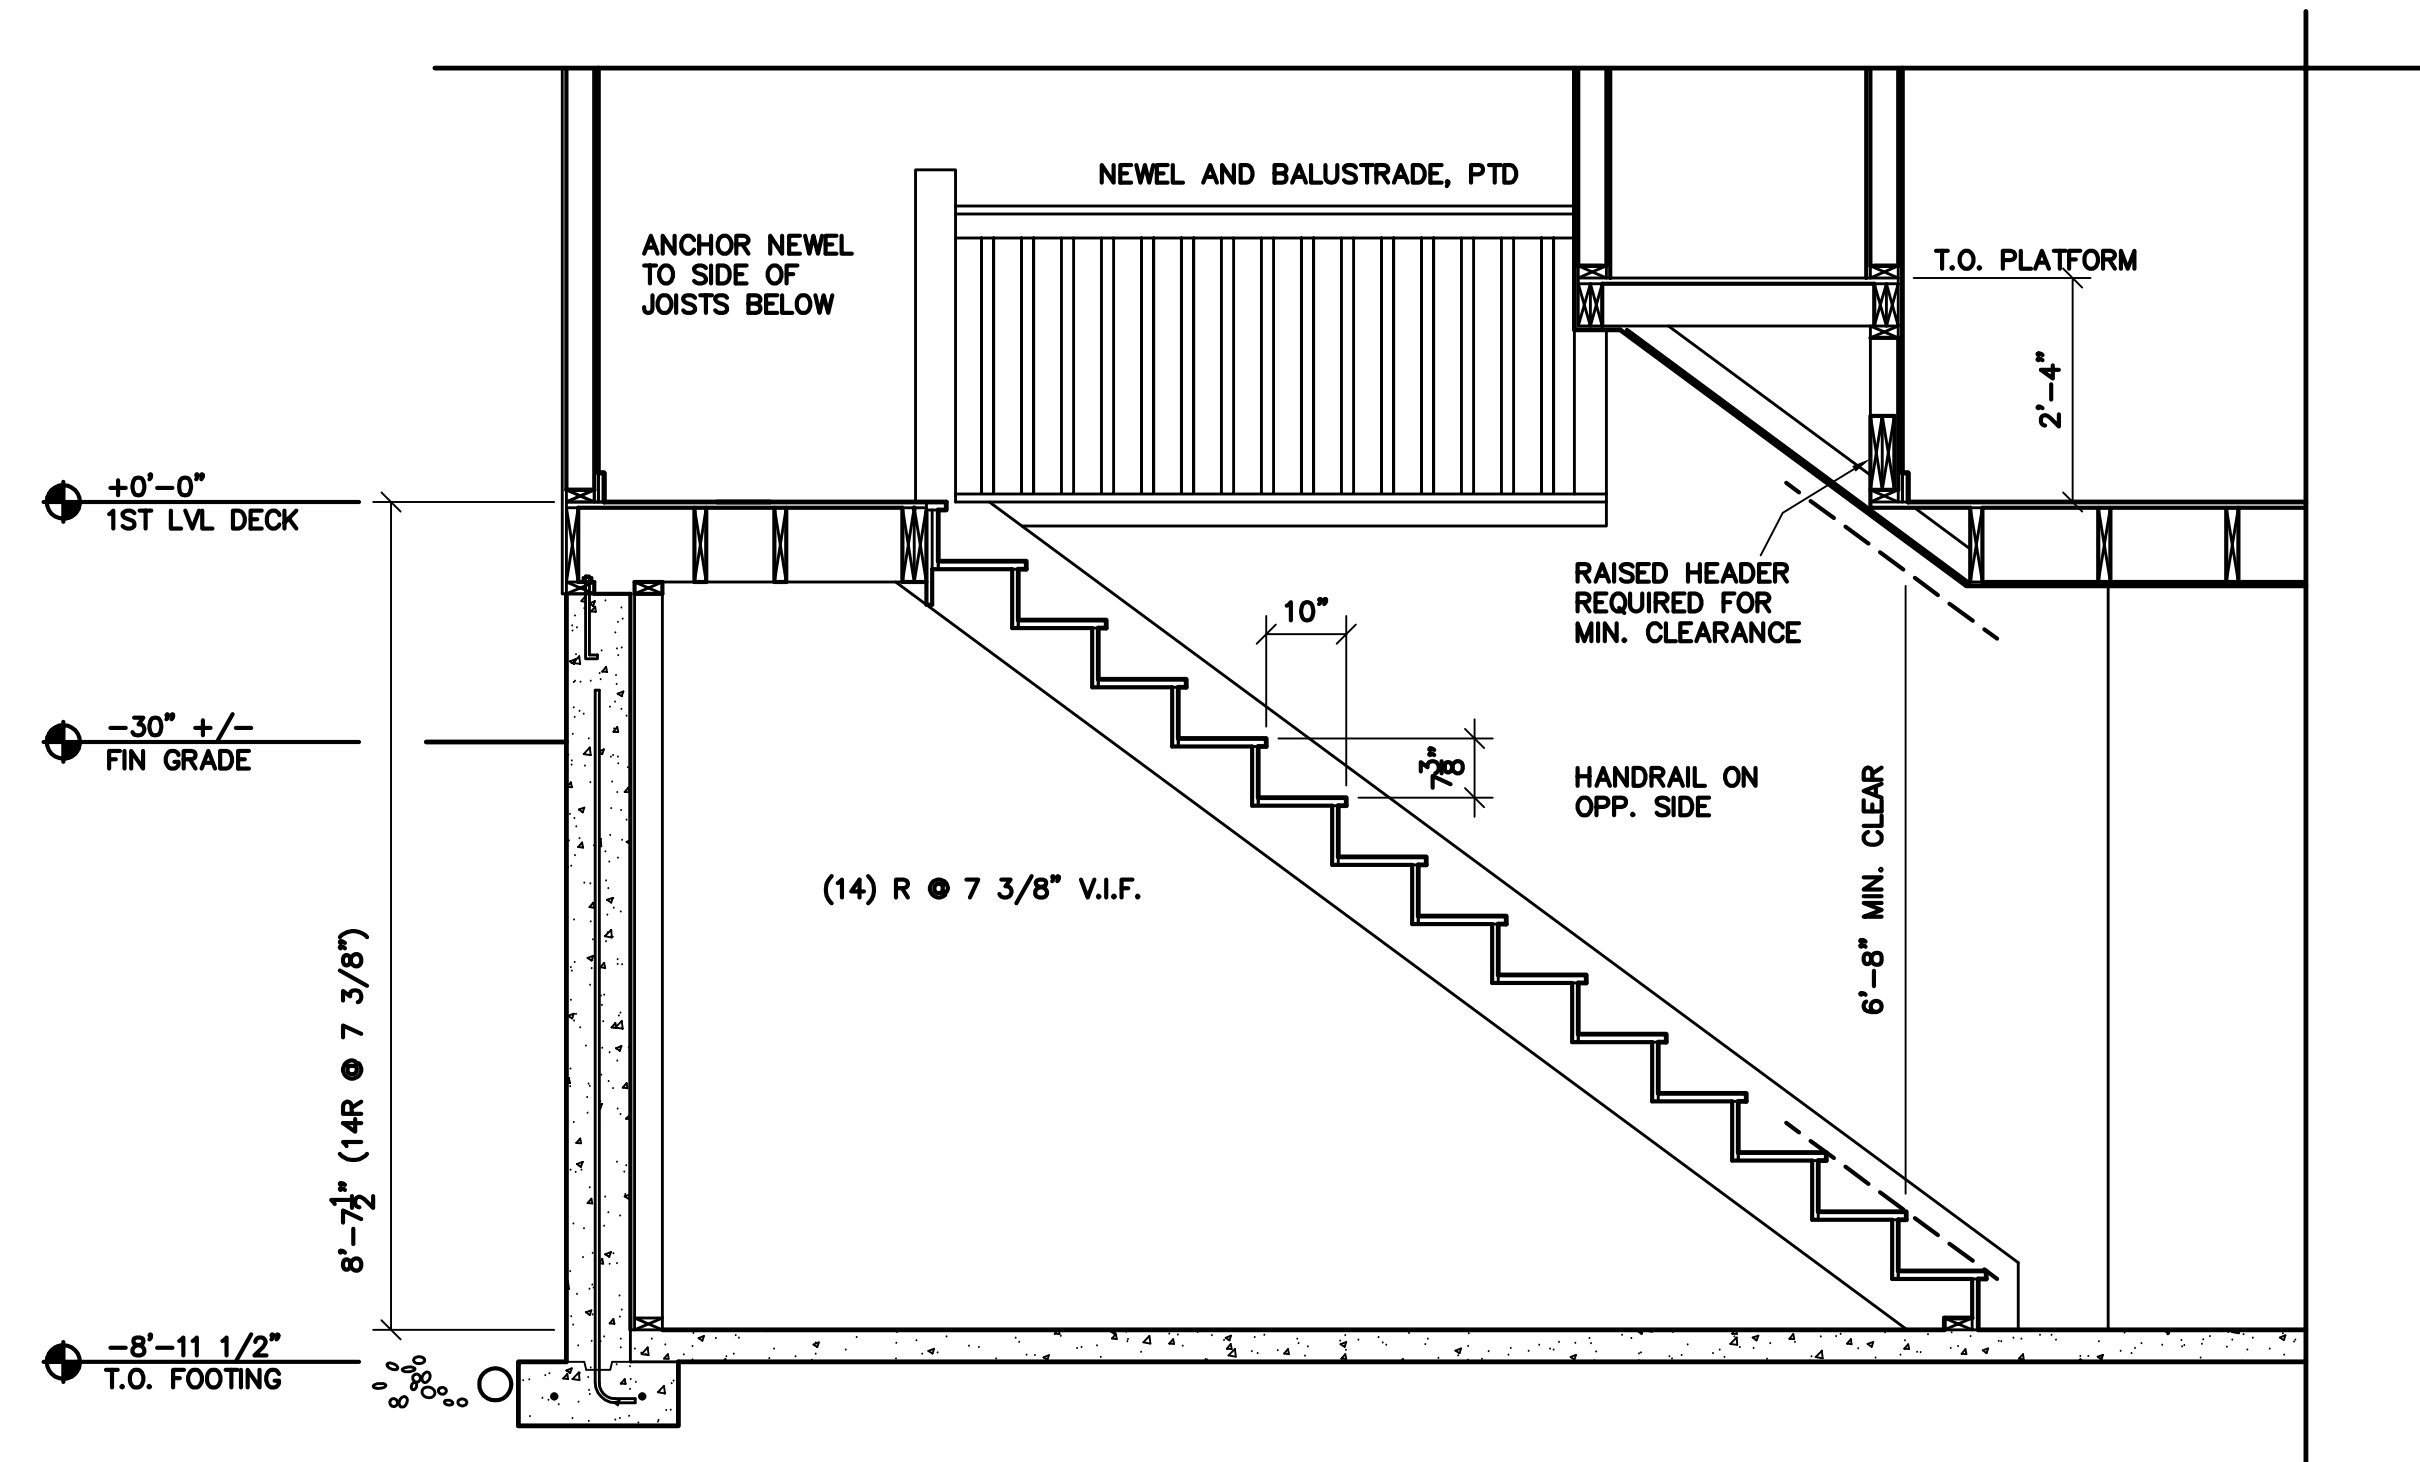 NEWEL AND BALUSTRADE, PTD
ANCHOR NEWEL
TO SIDE OF
JOISTS BELOW
T.O. PLATFORM
2'-4"
+0'-0"
1ST LVL DECK
RAISED HEADER
REQUIRED FOR
MIN. CLEARANCE
10"
-30" +/-
FIN GRADE
7 3/8"
HANDRAIL ON
OPP. SIDE
6'-8" MIN. CLEAR
(14) R @ 7 3/8" V.I.F.
8'-7 1/2" (14R @ 7 3/8")
-8'-11 1/2"
T.O. FOOTING